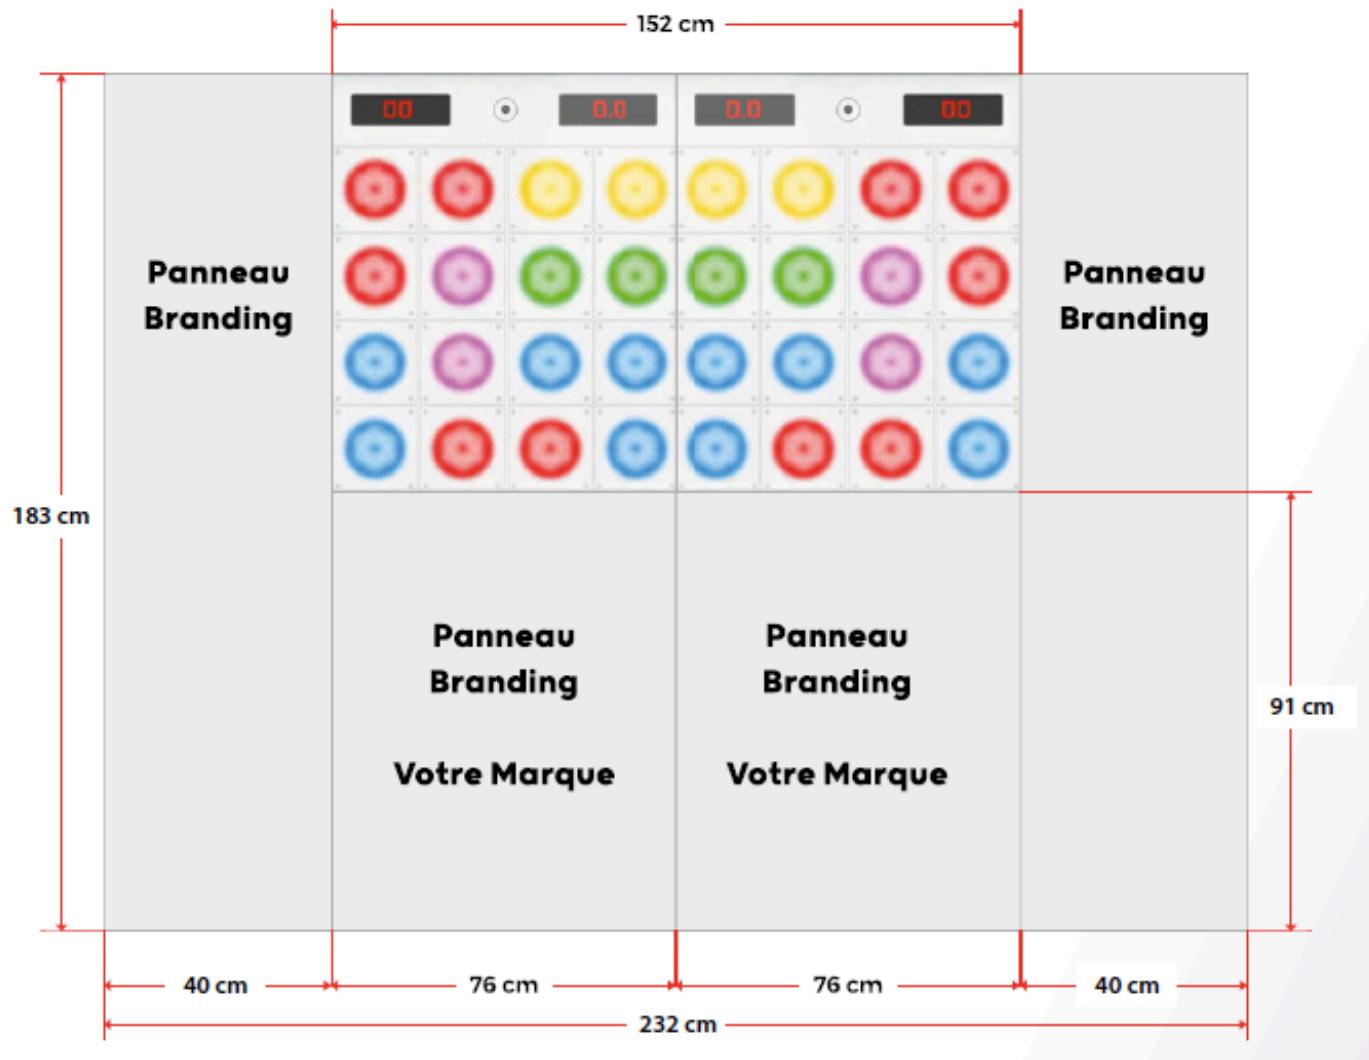 152 cm
00
0.0
0.0
00
Panneau
Branding
Panneau
Branding
183 cm
Panneau
Branding
Votre Marque
Panneau
Branding
Votre Marque
91 cm
40 cm
76 cm
76 cm
40 cm
232 cm